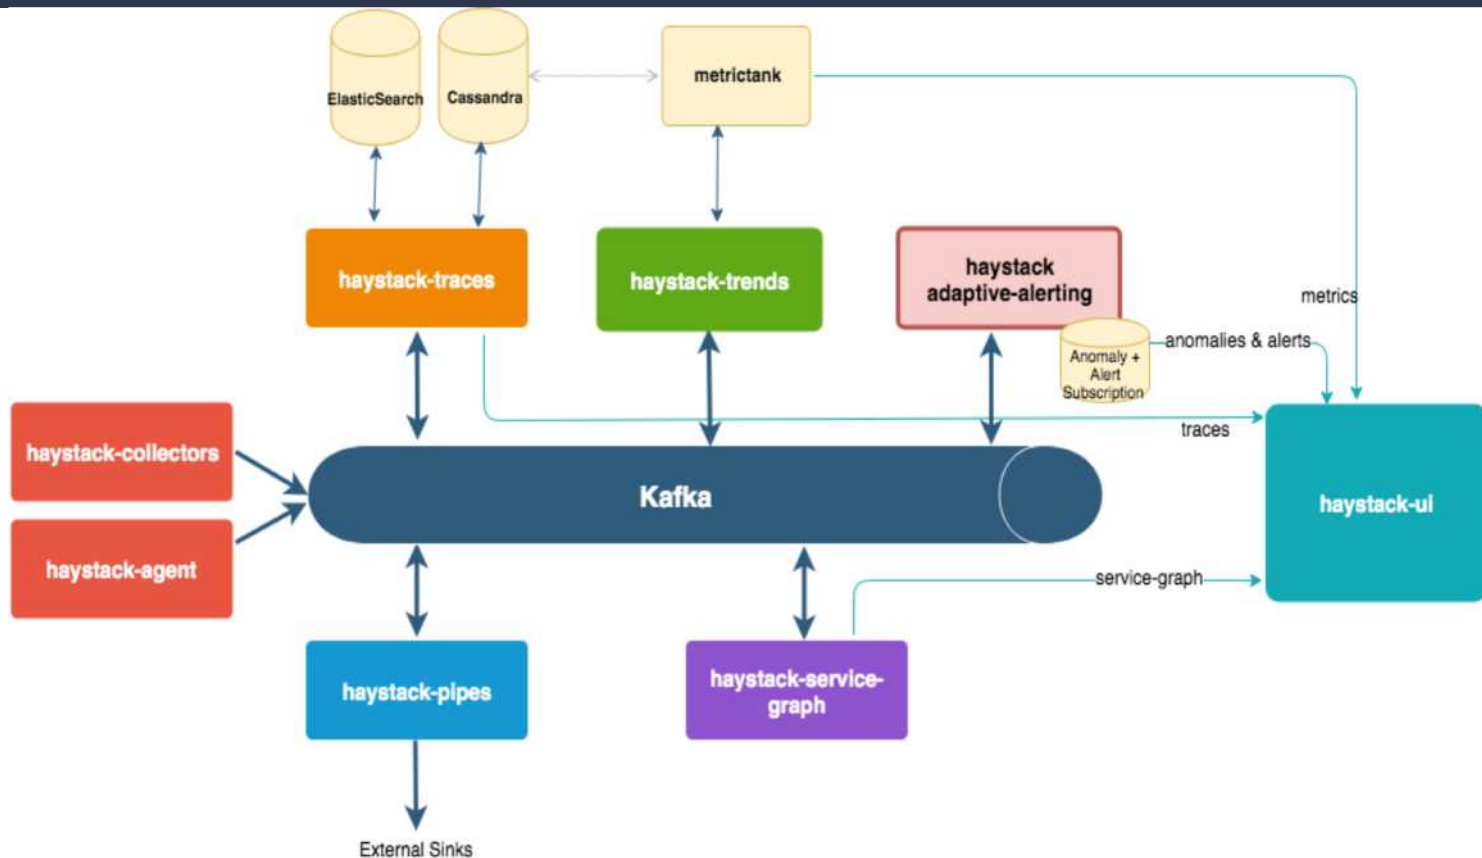 ElasticSearch
Cassandra
metrictank
haystack-traces
haystack-trends
haystack
adaptive-alerting
metrics
anomalies & alerts
Anomaly +
Alert
Subscription
traces
haystack-collectors
Kafka
haystack-ui
haystack-agent
service-graph
haystack-pipes
haystack-service-
graph
External Sinks